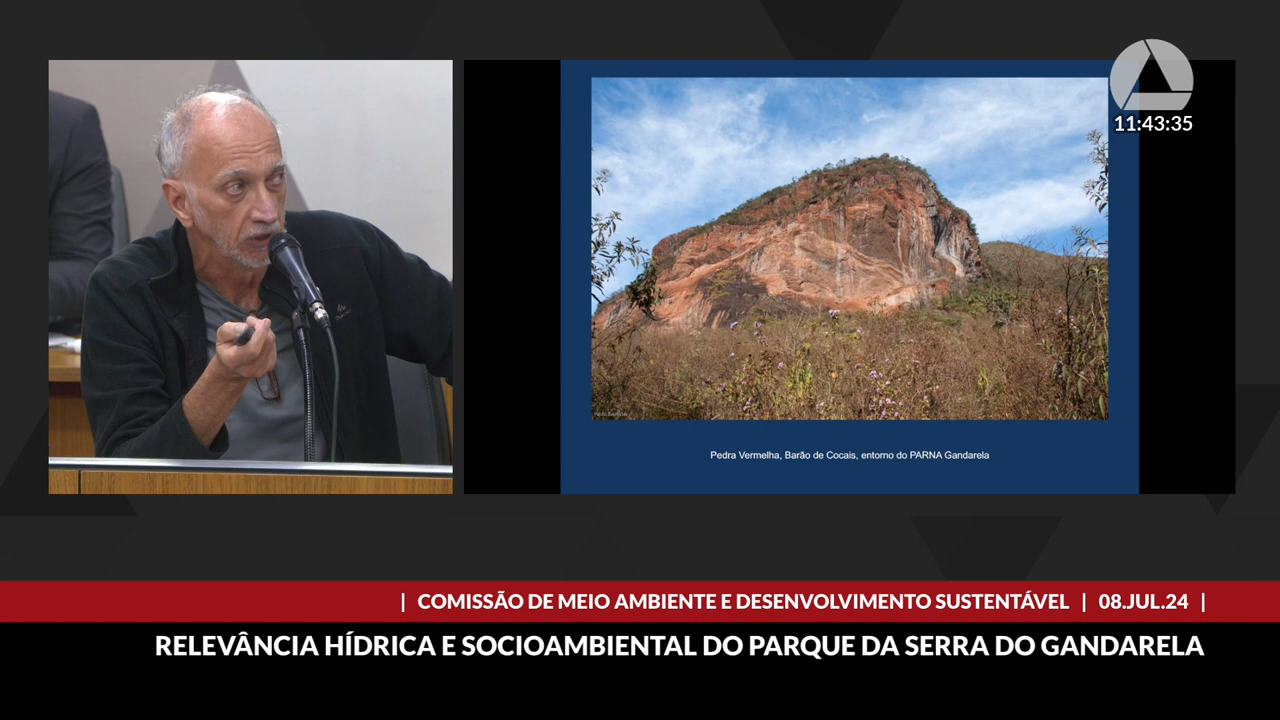 11:43:35
Pedra Vermelha, Barão de Cocais, entorno do PARNA Gandarela
| COMISSÃO DE MEIO AMBIENTE E DESENVOLVIMENTO SUSTENTÁVEL | 08.JUL.24 |
RELEVÂNCIA HÍDRICA E SOCIOAMBIENTAL DO PARQUE DA SERRA DO GANDARELA